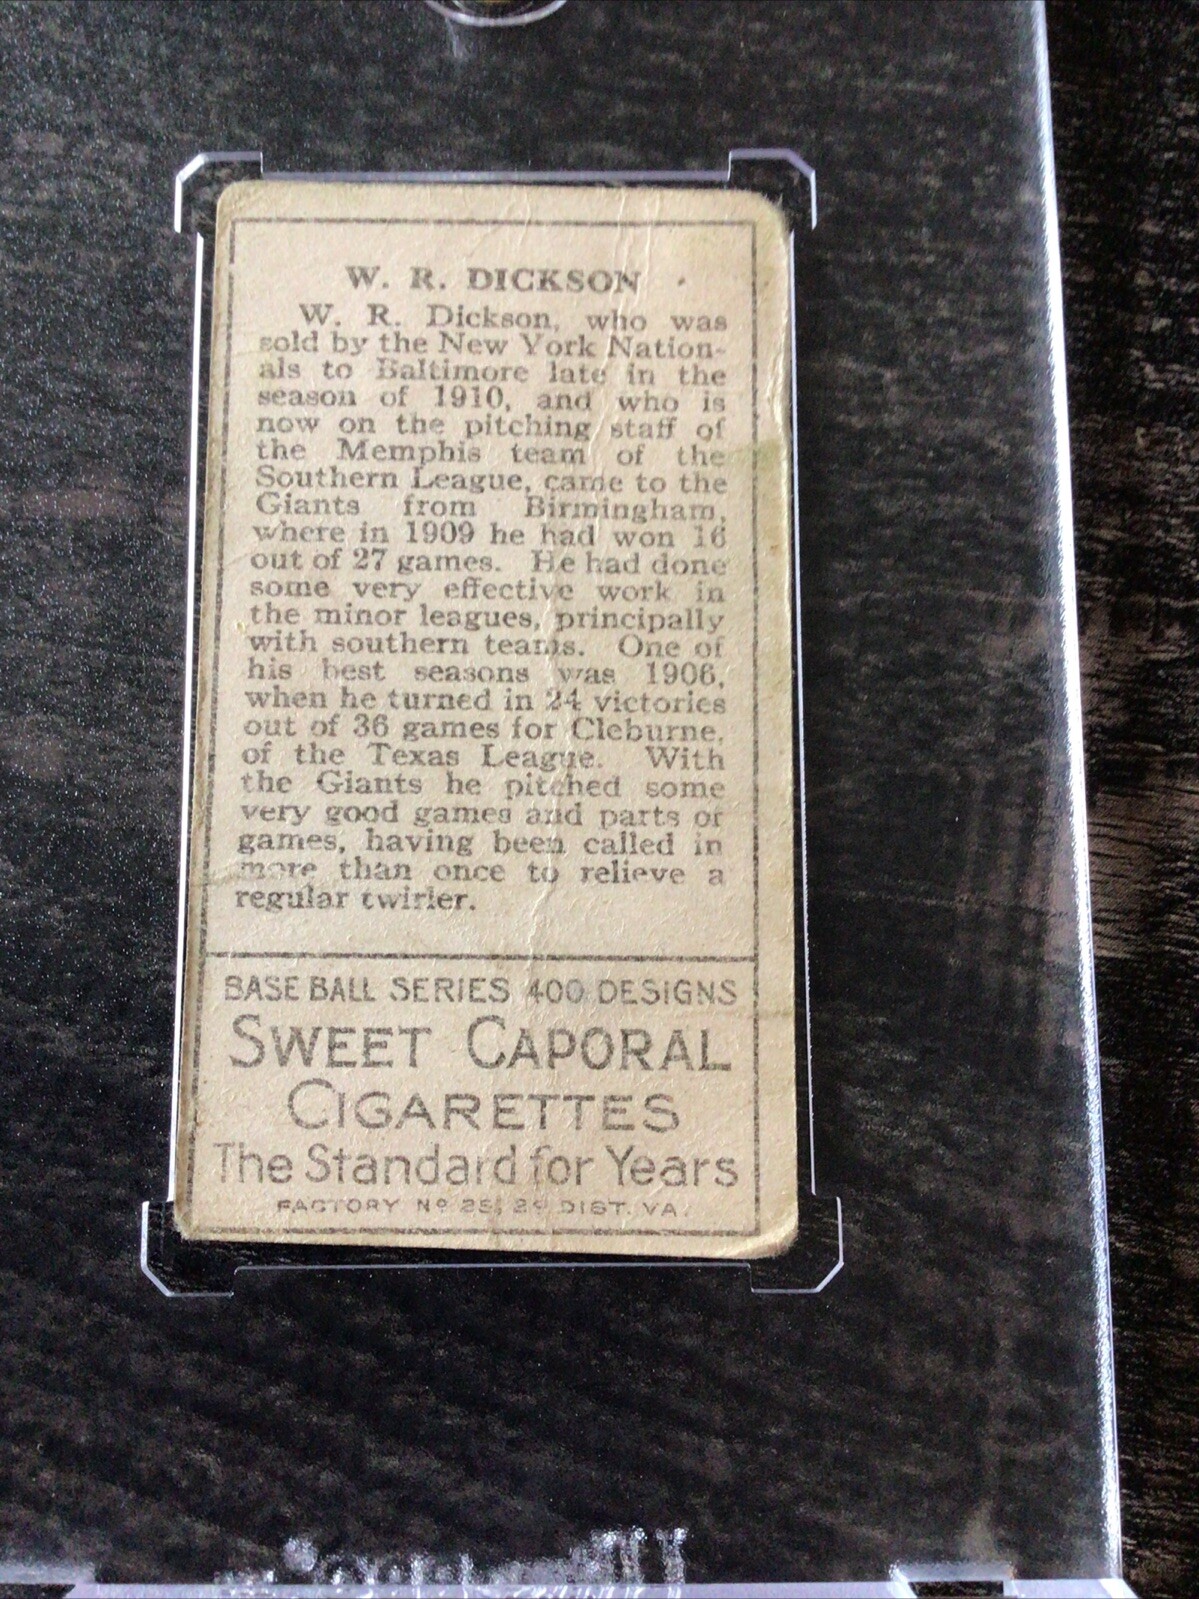 W. R. DICKSON
W. R. Dickson, who was
sold by the New York Nation-
als to Baltimore late in the
season of 1910, and who is
now on the pitching staff of
the Memphis team of the
Southern League, came to the
Giants from Birmingham,
where in 1909 he had won 16
out of 27 games. He had done
some very effective work in
the minor leagues, principally
with southern teams. One of
his best seasons was 1906,
when he turned in 24 victories
out of 36 games for Cleburne,
of the Texas League. With
the Giants he pitched some
very good games and parts of
games, having been called in
more than once to relieve a
regular twirler.
BASE BALL SERIES 400 DESIGNS
SWEET CAPORAL
CIGARETTES
The Standard for Years
FACTORY No 25, 2d DIST. VA.